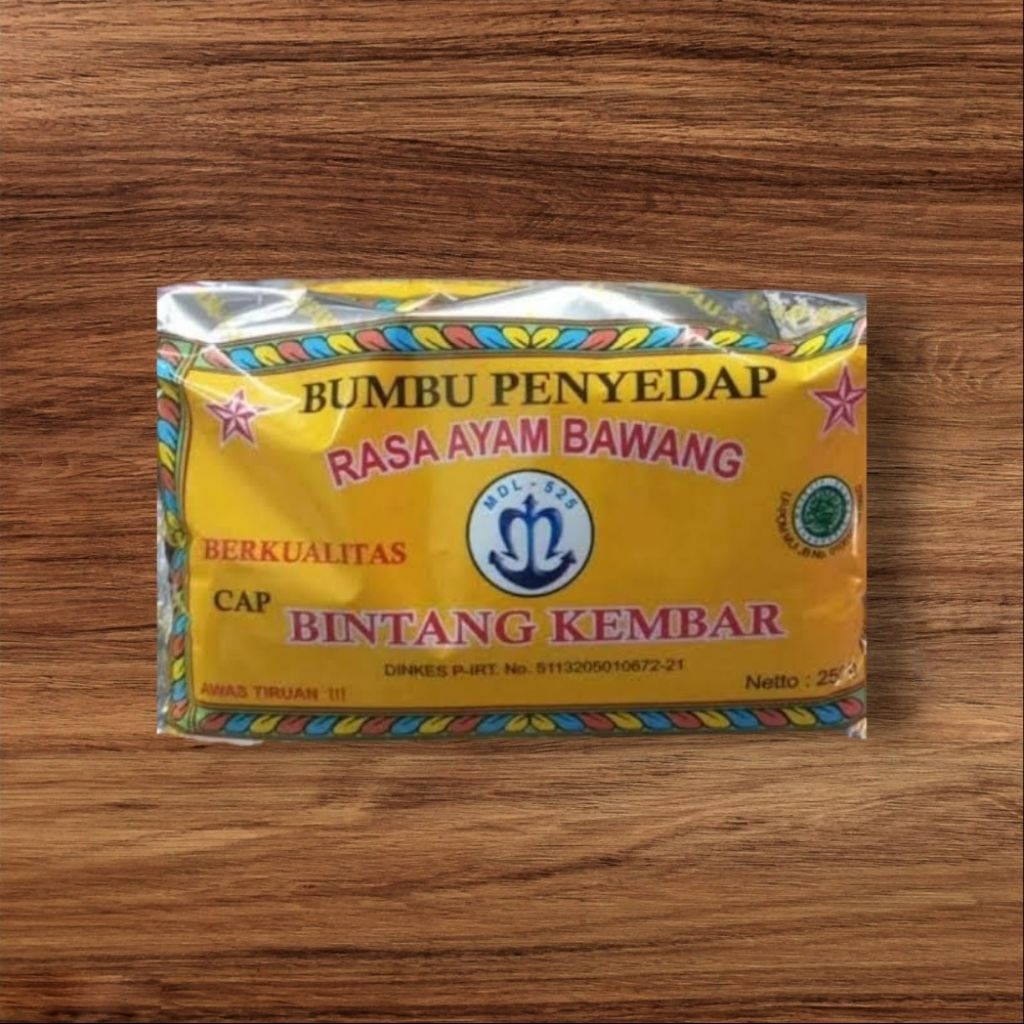 BUMBU PENYEDAP
RASA AYAM BAWANG
MDL - 525
BERKUALITAS
CAP
BINTANG KEMBAR
DINKES P-IRT. No. 5113205010672-21
Netto :
AWAS TIRUAN !!!